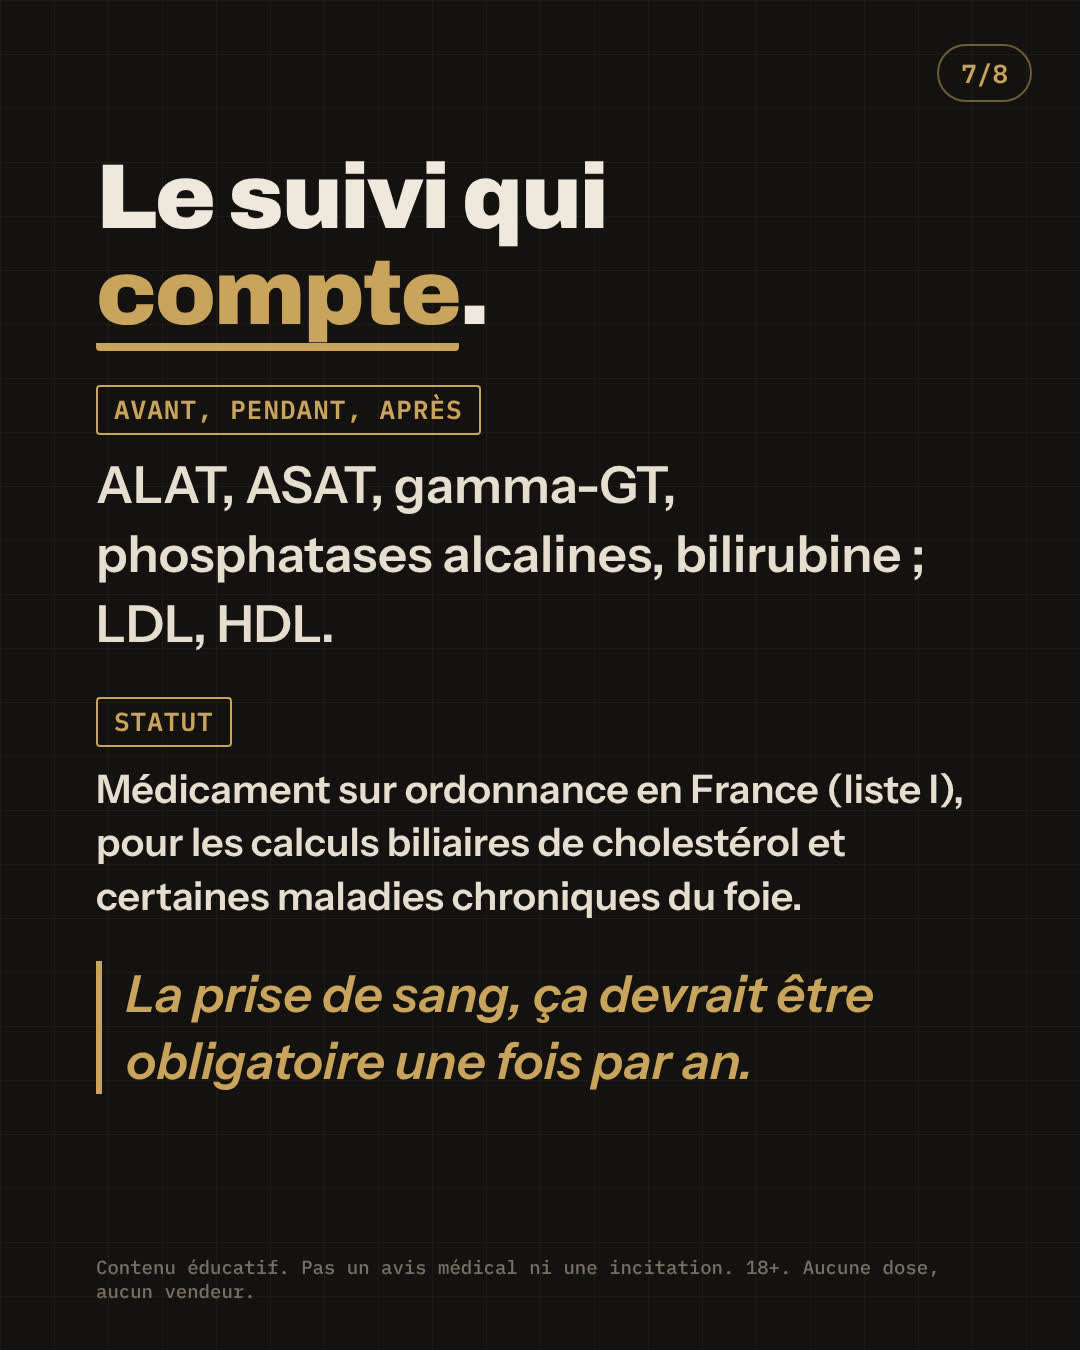 7/8
Le suivi qui
compte.
AVANT, PENDANT, APRÈS
ALAT, ASAT, gamma-GT,
phosphatases alcalines, bilirubine ;
LDL, HDL.
STATUT
Médicament sur ordonnance en France (liste I),
pour les calculs biliaires de cholestérol et
certaines maladies chroniques du foie.
La prise de sang, ça devrait être
obligatoire une fois par an.
Contenu éducatif. Pas un avis médical ni une incitation. 18+. Aucune dose,
aucun vendeur.